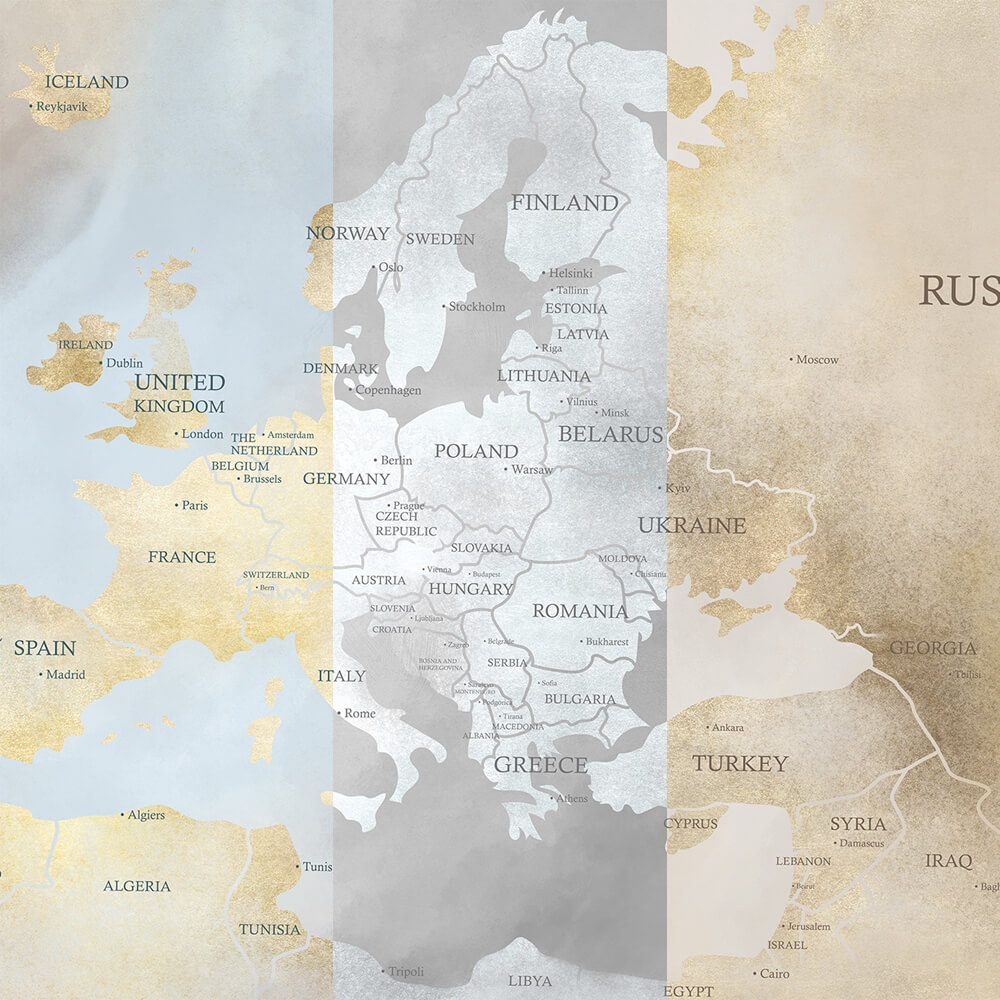 ICELAND
• Reykjavik
FINLAND
NORWAY
SWEDEN
• Oslo
• Helsinki
• Tallinn
RUS
• Stockholm
ESTONIA
LATVIA
IRELAND
• Riga
• Dublin
• Moscow
DENMARK
LITHUANIA
UNITED
KINGDOM
• Copenhagen
• Vilnius
• Minsk
• London
THE
NETHERLAND
• Amsterdam
BELARUS
POLAND
• Berlin
BELGIUM
• Brussels
GERMANY
• Warsaw
• Kyiv
• Paris
• Prague
CZECH
REPUBLIC
UKRAINE
FRANCE
SLOVAKIA
MOLDOVA
SWITZERLAND
• Bern
• Vienna
• Budapest
• Chisianu
AUSTRIA
HUNGARY
SLOVENIA
• Ljubljana
ROMANIA
CROATIA
• Zagreb
• Belgrade
• Bukharest
SPAIN
GEORGIA
BOSNIA AND
HERZEGOVINA
SERBIA
• Madrid
ITALY
• Tbilisi
• Sarajevo
MONTENEGRO
• Sofia
BULGARIA
• Podgorica
• Rome
• Tirana
MACEDONIA
ALBANIA
• Ankara
GREECE
TURKEY
• Athens
• Algiers
CYPRUS
SYRIA
• Damascus
• Tunis
LEBANON
IRAQ
ALGERIA
• Beirut
• Bagh
TUNISIA
• Jerusalem
ISRAEL
• Tripoli
LIBYA
• Cairo
EGYPT